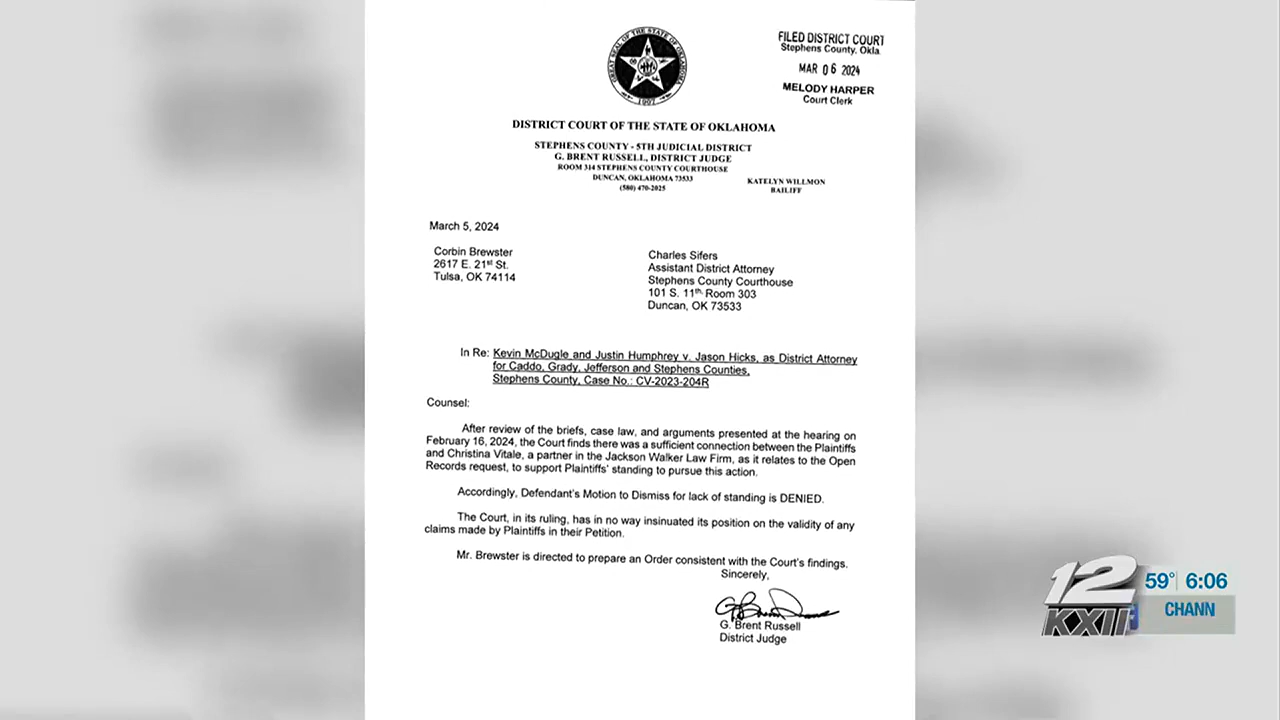 GREAT SEAL OF THE STATE OF OKLAHOMA
1907
FILED DISTRICT COURT
Stephens County, Okla
MAR 06 2024
MELODY HARPER
Court Clerk
DISTRICT COURT OF THE STATE OF OKLAHOMA
STEPHENS COUNTY - 5TH JUDICIAL DISTRICT
G. BRENT RUSSELL, DISTRICT JUDGE
ROOM 314 STEPHENS COUNTY COURTHOUSE
DUNCAN, OKLAHOMA 73533
(580) 470-2025
KATELYN WILLMON
BAILIFF
March 5, 2024
Corbin Brewster
2617 E. 21st St.
Tulsa, OK 74114
Charles Sifers
Assistant District Attorney
Stephens County Courthouse
101 S. 11th Room 303
Duncan, OK 73533
In Re: Kevin McDugle and Justin Humphrey v. Jason Hicks, as District Attorney
for Caddo, Grady, Jefferson and Stephens Counties,
Stephens County, Case No.: CV-2023-204R
Counsel:
After review of the briefs, case law, and arguments presented at the hearing on
February 16, 2024, the Court finds there was a sufficient connection between the Plaintiffs
and Christina Vitale, a partner in the Jackson Walker Law Firm, as it relates to the Open
Records request, to support Plaintiffs' standing to pursue this action.
Accordingly, Defendant's Motion to Dismiss for lack of standing is DENIED.
The Court, in its ruling, has in no way insinuated its position on the validity of any
claims made by Plaintiffs in their Petition.
Mr. Brewster is directed to prepare an Order consistent with the Court's findings.
Sincerely,
G. Brent Russell
G. Brent Russell
District Judge
12 59° 6:06
KXII CHANN